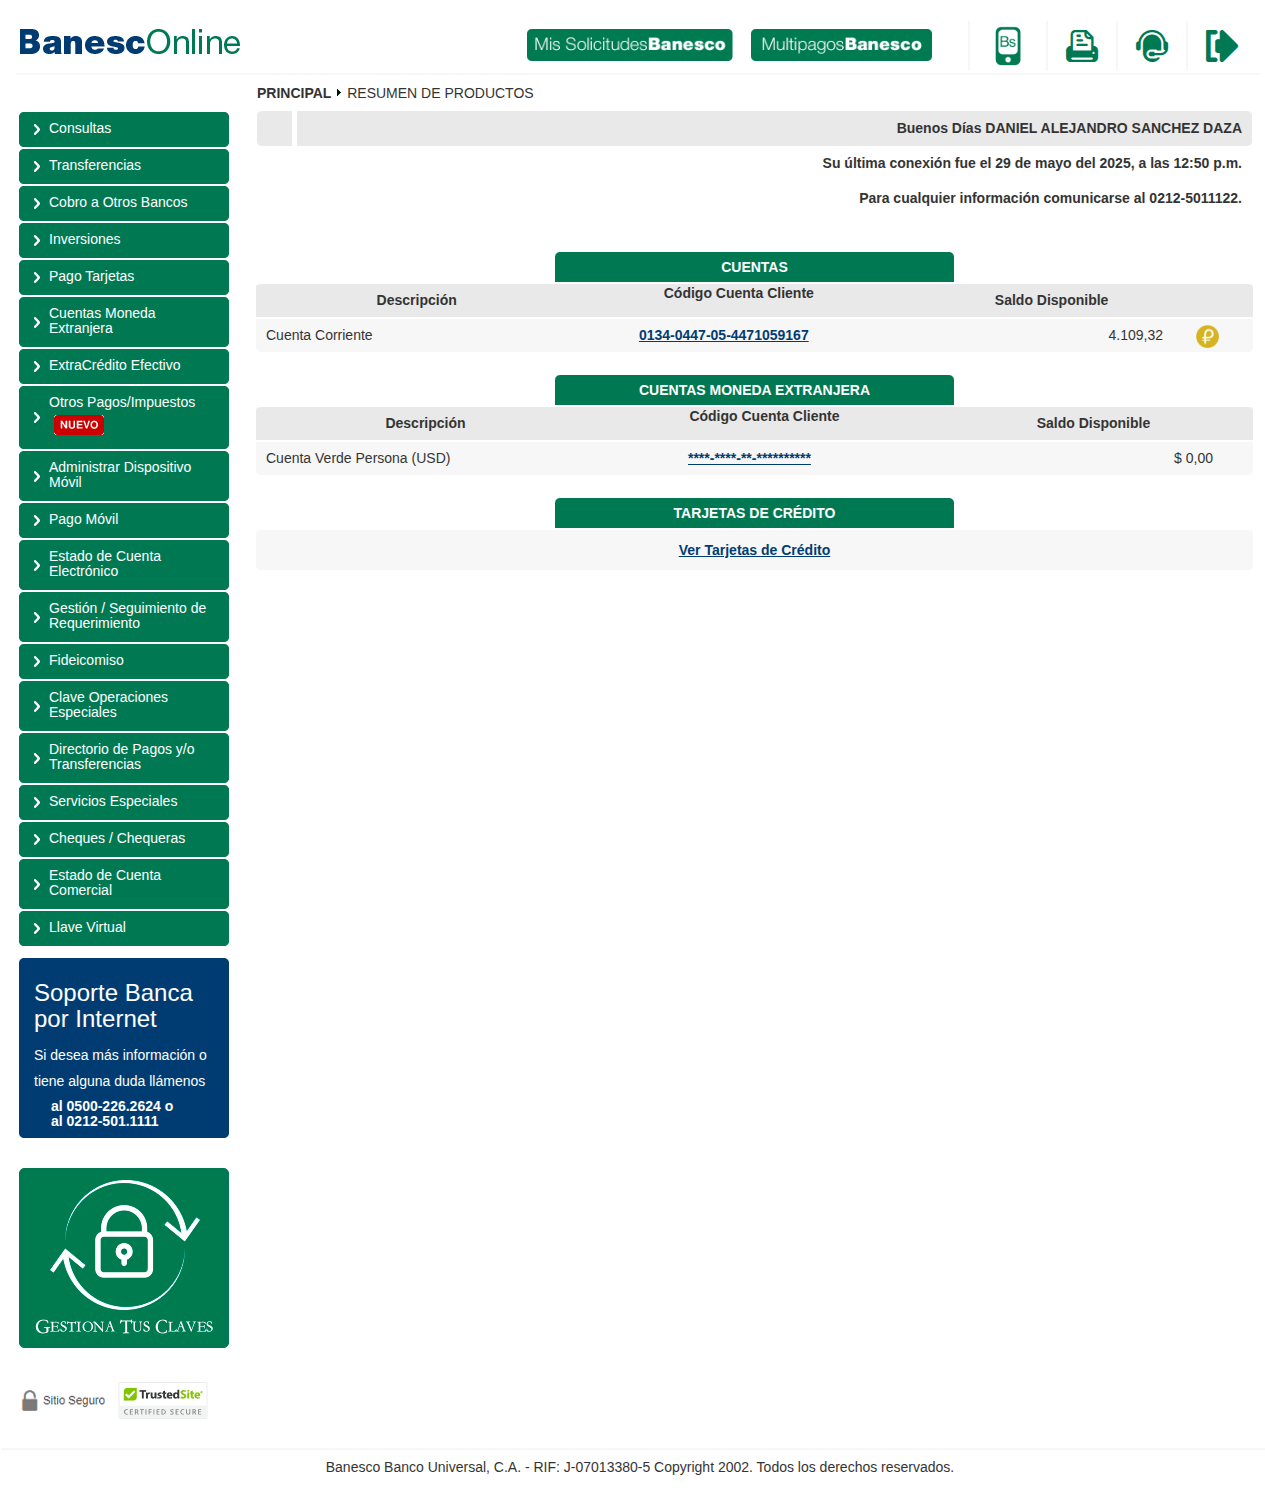 BanescOnline
Mis SolicitudesBanesco
MultipagosBanesco
Bs
PRINCIPAL RESUMEN DE PRODUCTOS
Buenos Días DANIEL ALEJANDRO SANCHEZ DAZA
Su última conexión fue el 29 de mayo del 2025, a las 12:50 p.m.
Para cualquier información comunicarse al 0212-5011122.
Consultas
Transferencias
Cobro a Otros Bancos
Inversiones
Pago Tarjetas
Cuentas Moneda
Extranjera
ExtraCrédito Efectivo
Otros Pagos/Impuestos
NUEVO
Administrar Dispositivo
Móvil
Pago Móvil
Estado de Cuenta
Electrónico
Gestión / Seguimiento de
Requerimiento
Fideicomiso
Clave Operaciones
Especiales
Directorio de Pagos y/o
Transferencias
Servicios Especiales
Cheques / Chequeras
Estado de Cuenta
Comercial
Llave Virtual
CUENTAS
Descripción Código Cuenta Cliente Saldo Disponible
Cuenta Corriente 0134-0447-05-4471059167 4.109,32
CUENTAS MONEDA EXTRANJERA
Descripción Código Cuenta Cliente Saldo Disponible
Cuenta Verde Persona (USD) ****-****-**-********** $ 0,00
TARJETAS DE CRÉDITO
Ver Tarjetas de Crédito
Soporte Banca
por Internet
Si desea más información o
tiene alguna duda llámenos
al 0500-226.2624 o
al 0212-501.1111
Gestiona Tus Claves
Sitio Seguro
TrustedSite
CERTIFIED SECURE
Banesco Banco Universal, C.A. - RIF: J-07013380-5 Copyright 2002. Todos los derechos reservados.